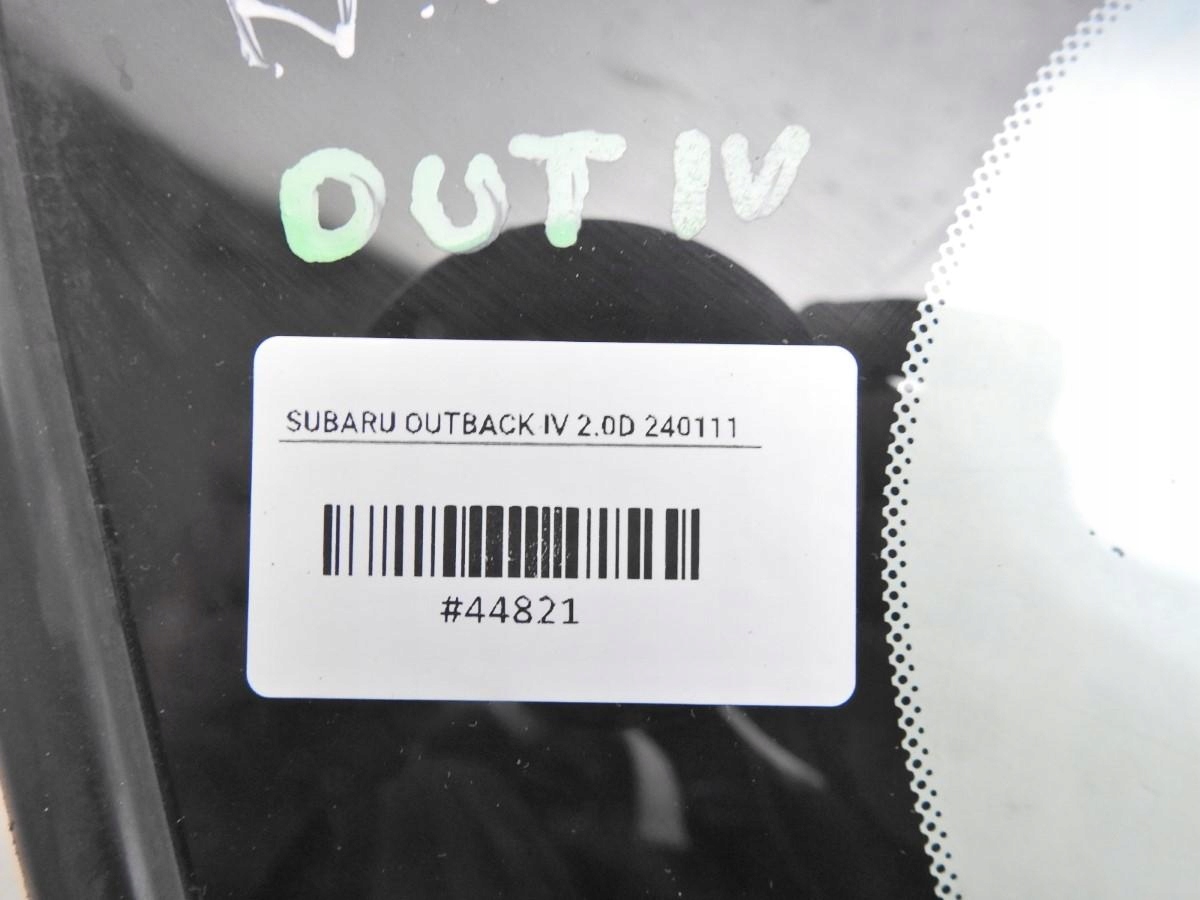 OUT IV
SUBARU OUTBACK IV 2.0D 240111
#44821